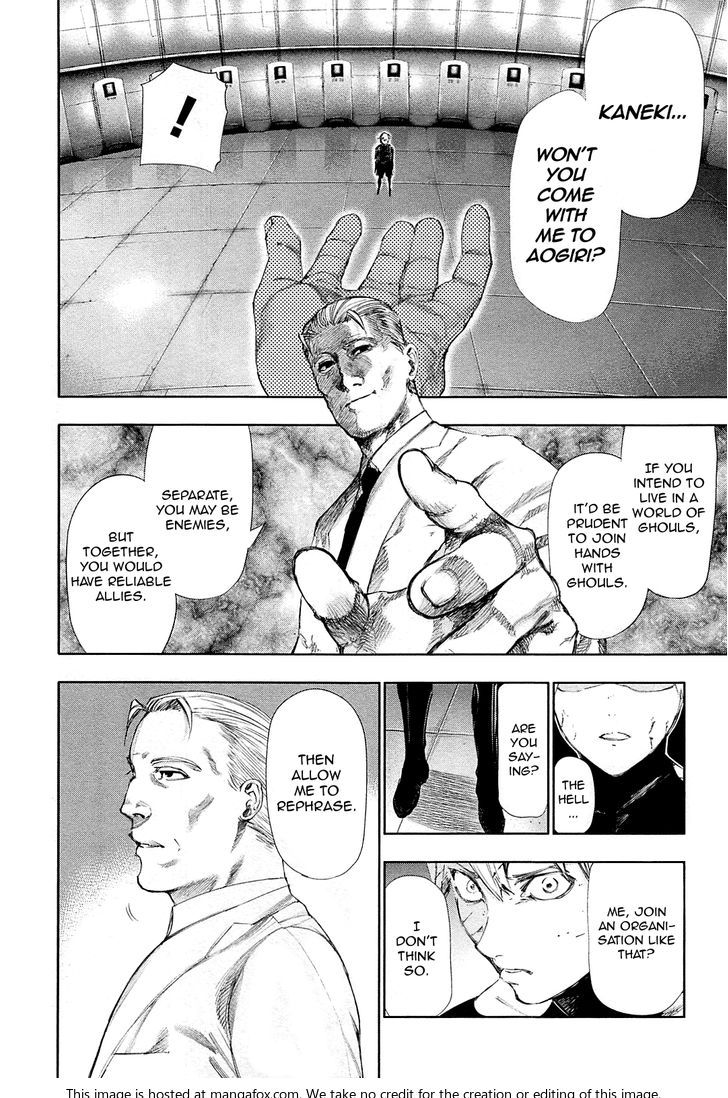 KANEKI...
WON'T
YOU
COME
WITH
ME TO
AOGIRI?
!
IF YOU
INTEND TO
LIVE IN A
WORLD OF
GHOULS,
IT'D BE
PRUDENT
TO JOIN
HANDS
WITH
GHOULS.
SEPARATE,
YOU MAY BE
ENEMIES,
BUT
TOGETHER,
YOU WOULD
HAVE RELIABLE
ALLIES.
THE
HELL
...
ARE
YOU
SAY-
ING?
ME, JOIN
AN ORGANI-
SATION LIKE
THAT?
I
DON'T
THINK
SO.
THEN
ALLOW
ME TO
REPHRASE.
This image is hosted at mangafox.com. We take no credit for the creation or editing of this image.